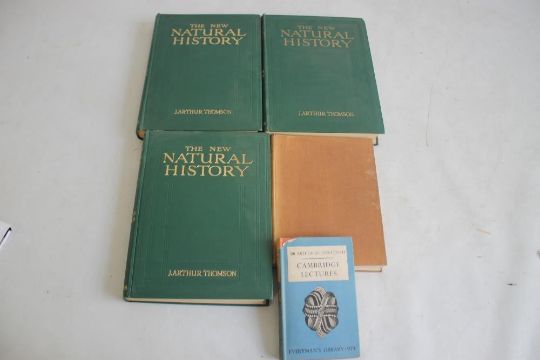 THE NEW
NATURAL
HISTORY
J. ARTHUR THOMSON
THE NEW
NATURAL
HISTORY
J. ARTHUR THOMSON
THE NEW
NATURAL
HISTORY
J. ARTHUR THOMSON
CAMBRIDGE
LECTURES
EVERYMAN'S LIBRARY